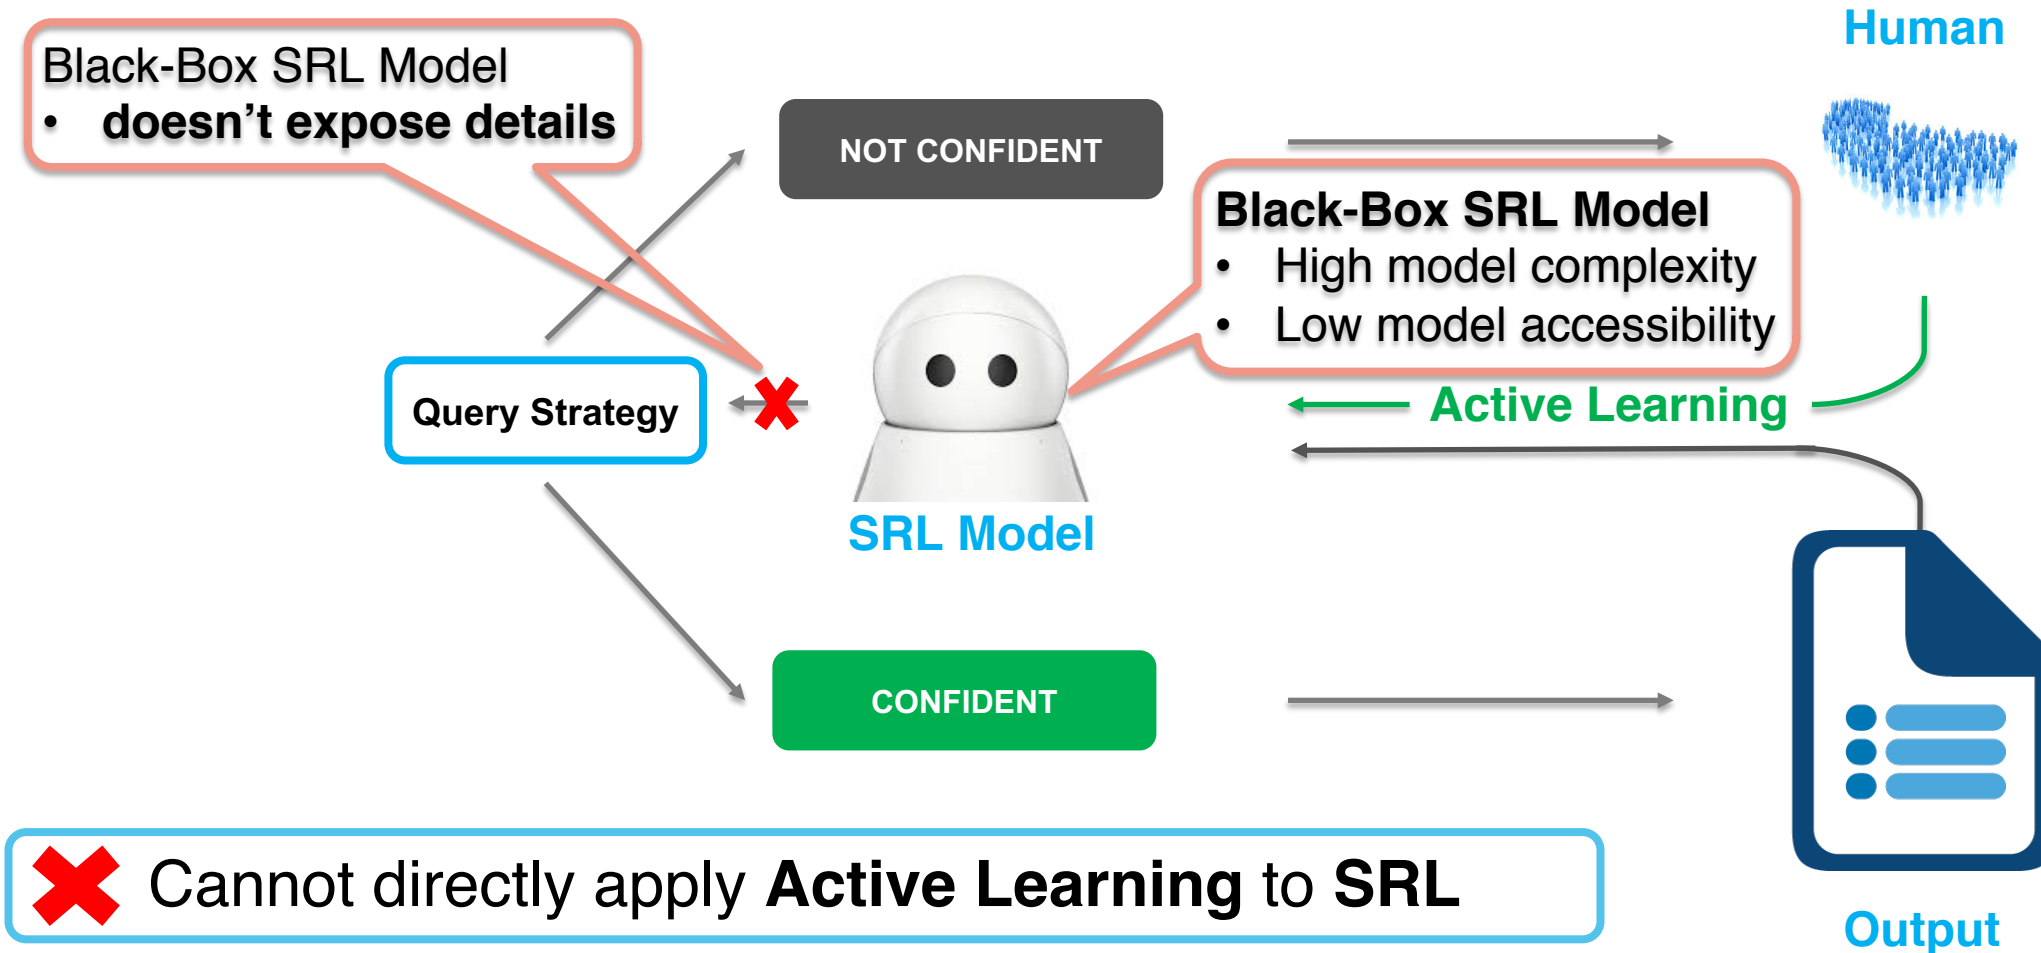 Human
Black-Box SRL Model
• doesn’t expose details
NOT CONFIDENT
Black-Box SRL Model
• High model complexity
• Low model accessibility
Query Strategy
Active Learning
SRL Model
CONFIDENT
Cannot directly apply Active Learning to SRL
Output